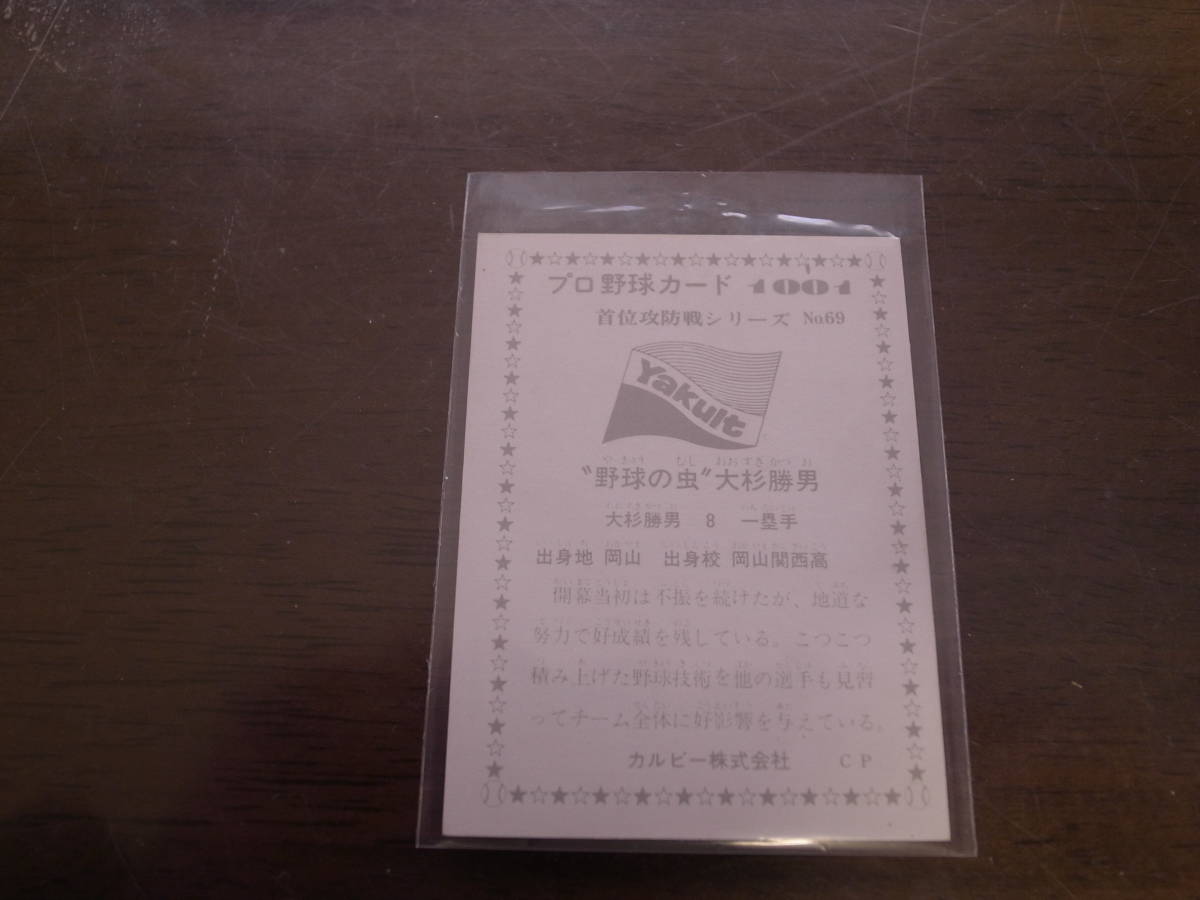 プロ野球カード 1001
首位攻防戦シリーズ No.69
Yakult
"野球の虫"大杉勝男
大杉勝男 8 一塁手
出身地 岡山 出身校 岡山関西高
開幕当初は不振を続けたが、地道な
努力で好成績を残している。こつこつ
積み上げた野球技術を他の選手も見習
ってチーム全体に好影響を与えている。
カルビー株式会社 CP